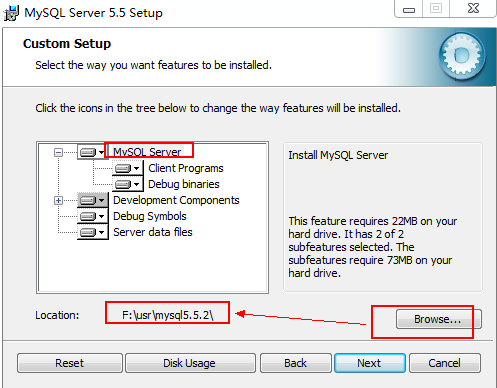 MySQL Server 5.5 Setup
Custom Setup
Select the way you want features to be installed.
Click the icons in the tree below to change the way features will be installed.
MySQL Server
Client Programs
Debug binaries
Development Components
Debug Symbols
Server data files
Install MySQL Server
This feature requires 22MB on your
hard drive. It has 2 of 2
subfeatures selected. The
subfeatures require 73MB on your
hard drive.
Location:
F:\usr\mysql5.5.2\
Browse...
Reset
Disk Usage
Back
Next
Cancel